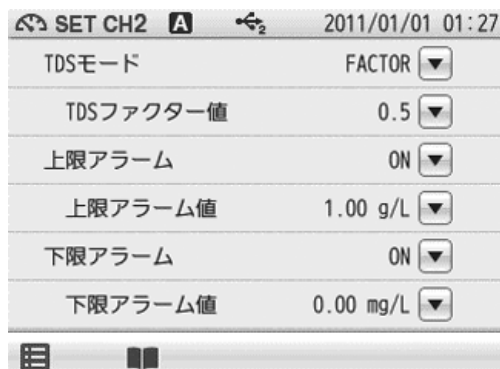 SET CH2 A 2 2011/01/01 01:27
TDSモード FACTOR
TDSファクター値 0.5
上限アラーム ON
上限アラーム値 1.00 g/L
下限アラーム ON
下限アラーム値 0.00 mg/L